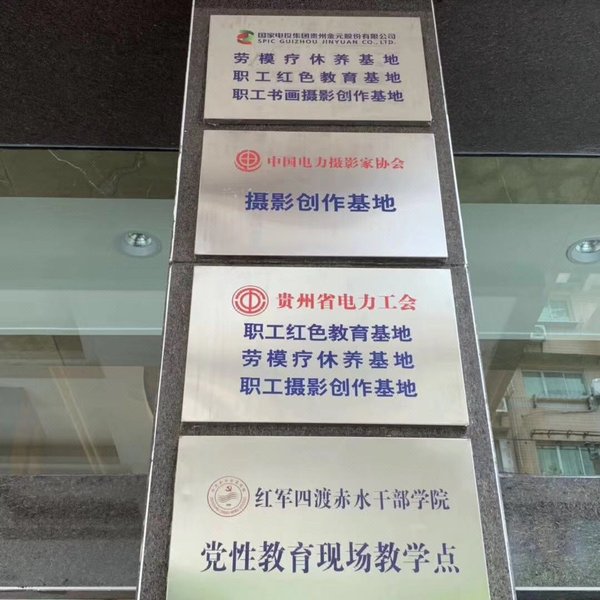 国家电投集团贵州金元股份有限公司
SPIC GUIZHOU JINYUAN CO., LTD.
劳模疗休养基地
职工红色教育基地
职工书画摄影创作基地
中国电力摄影家协会
摄影创作基地
贵州省电力工会
职工红色教育基地
劳模疗休养基地
职工摄影创作基地
红军四渡赤水干部学院
党性教育现场教学点